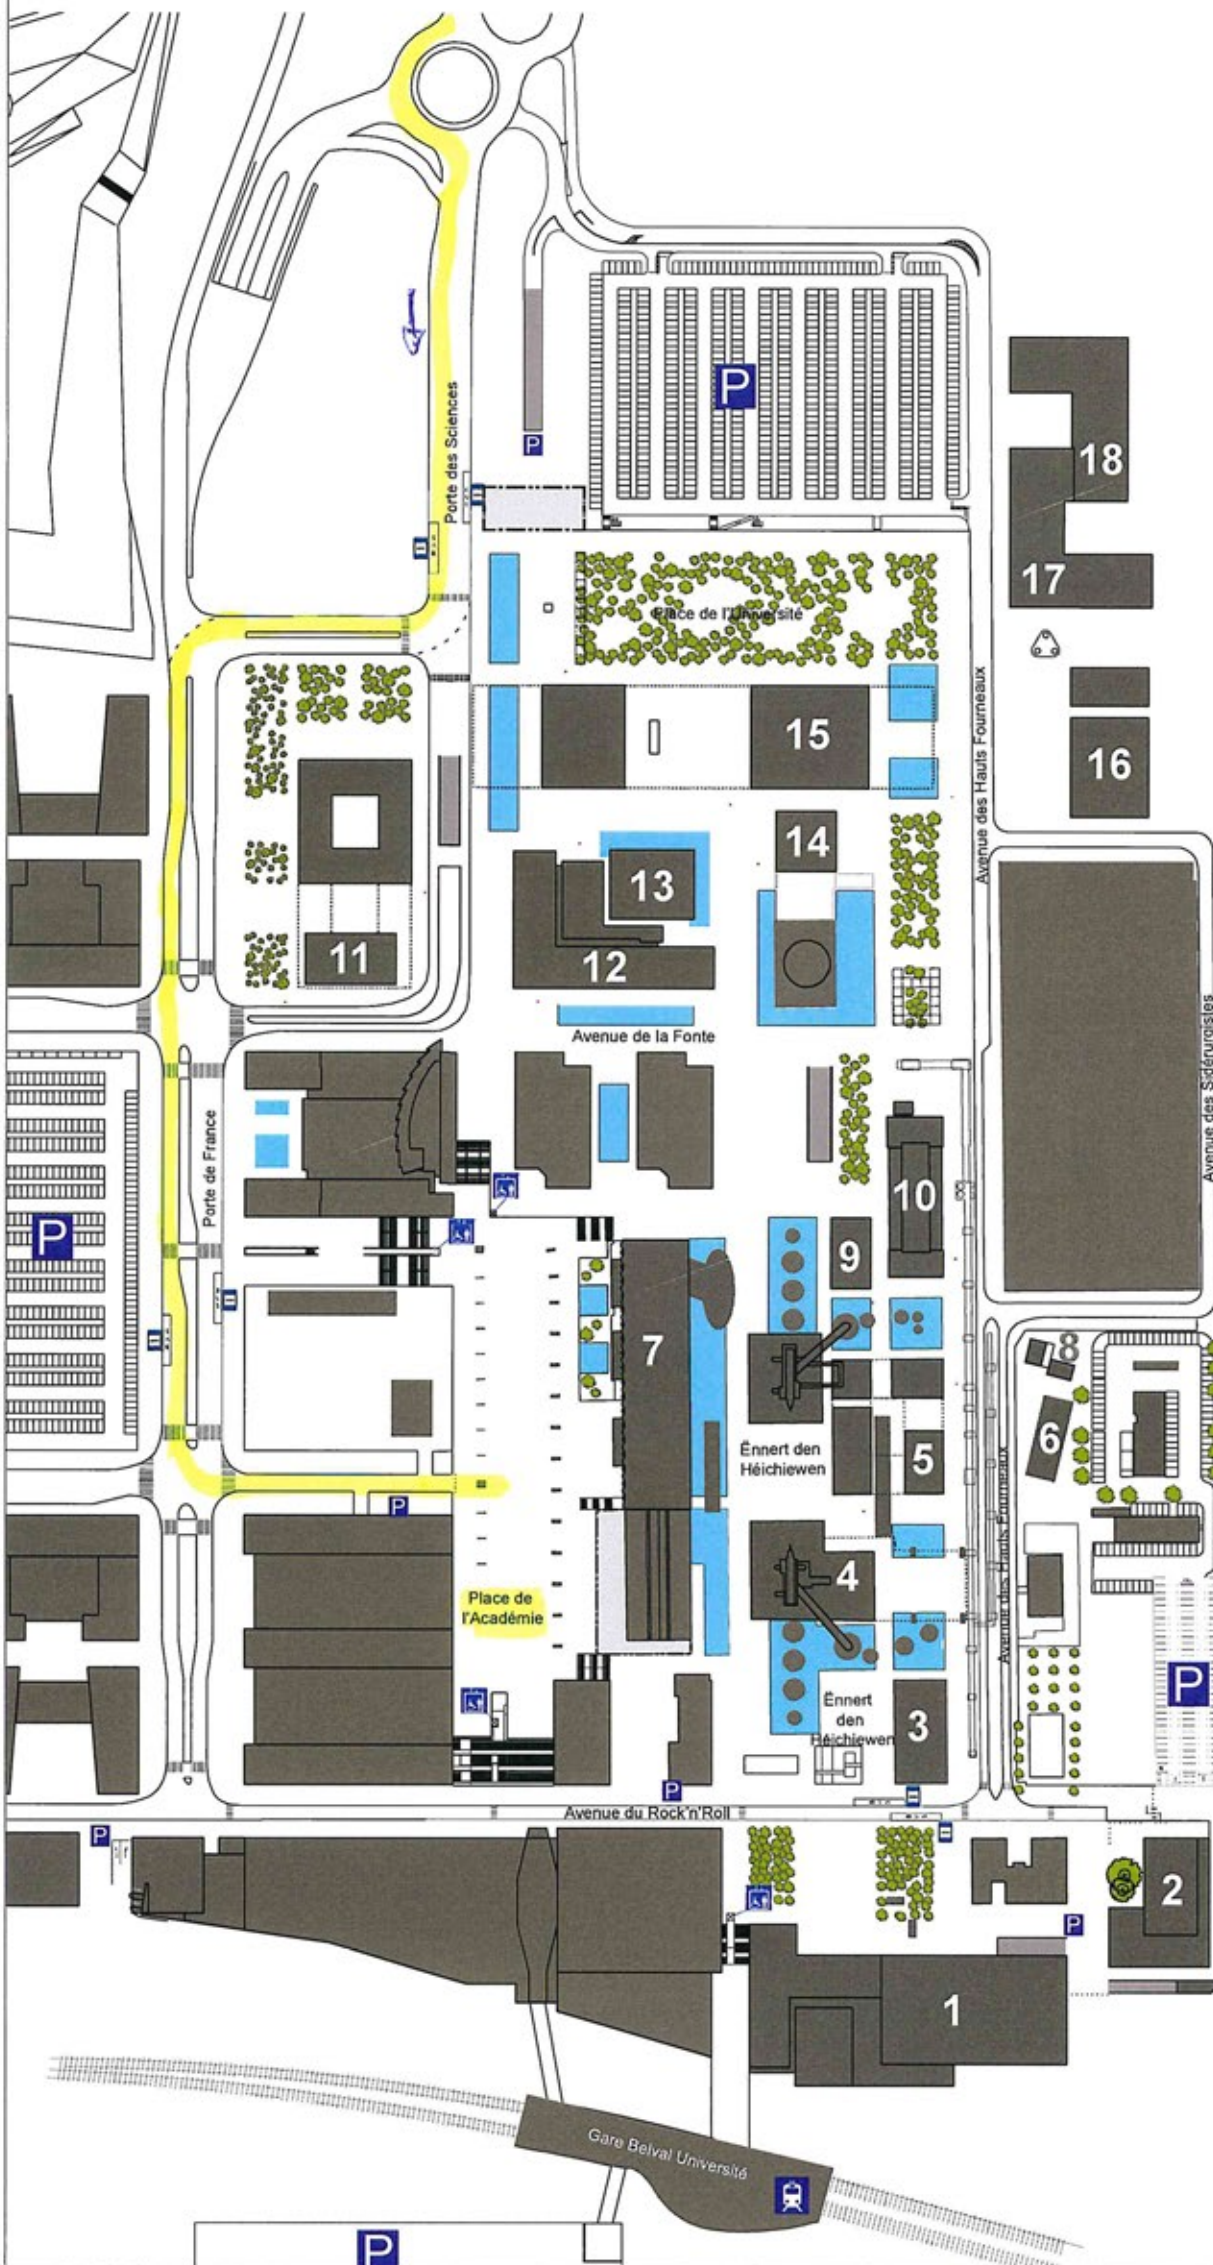 Porte des Sciences
P
P
18
17
Place de l'Université
Avenue des Hauts Fourneaux
15
16
14
13
12
11
Avenue de la Fonte
Avenue des Sidérurgistes
Porte de France
P
10
9
7
8
6
5
Ënnert den
Héichiewen
P
4
Place de
l'Académie
Avenue des Hauts Fourneaux
P
Ënnert
den
Héichiewen
3
P
Avenue du Rock'n'Roll
P
2
P
1
Gare Belval Université
P